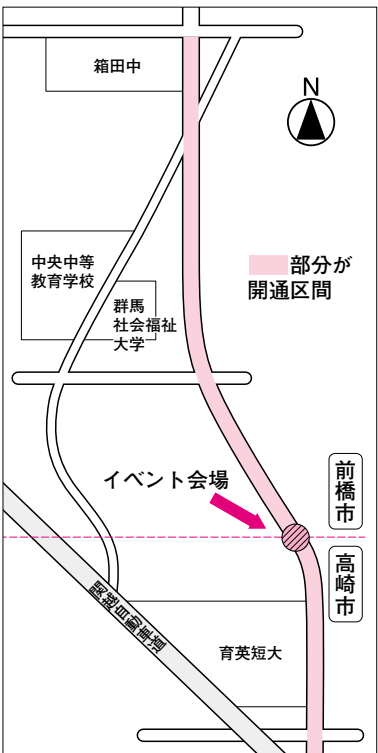 箱田中
N
部分が
開通区間
中央中等
教育学校
群馬
社会福祉
大学
イベント会場
前橋市
高崎市
関越自動車道
育英短大